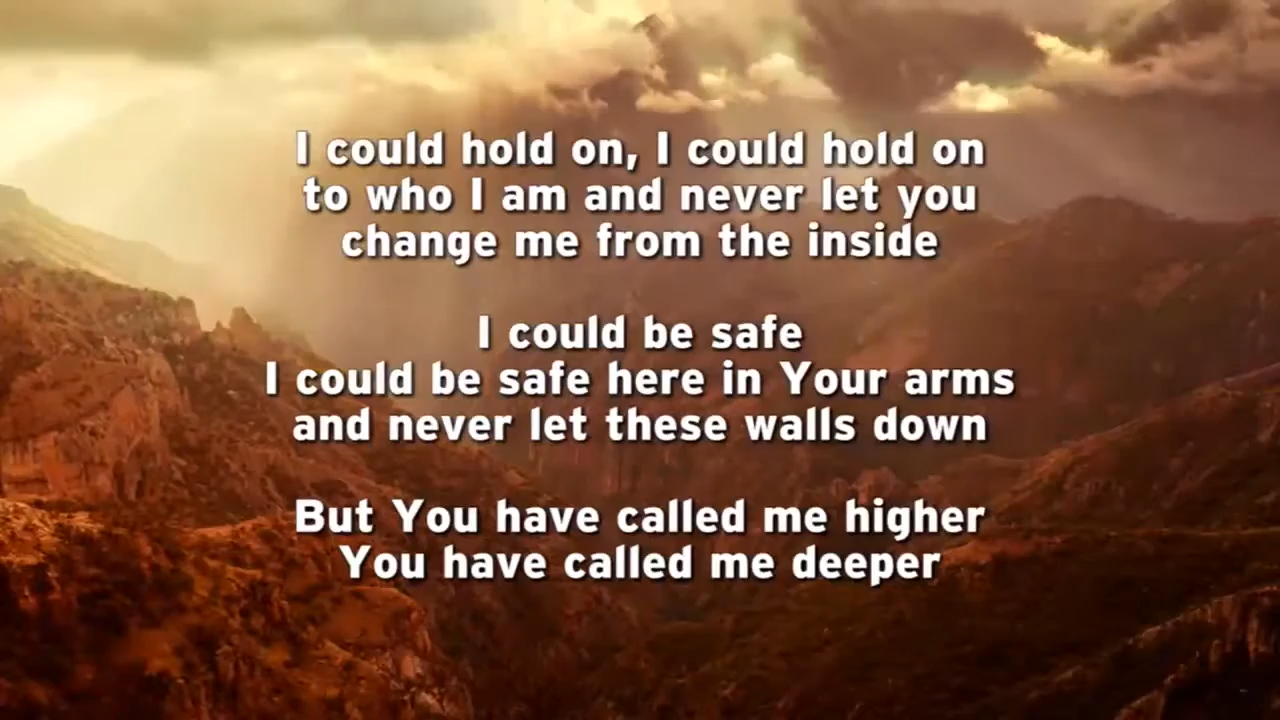 I could hold on, I could hold on
to who I am and never let you
change me from the inside
I could be safe
I could be safe here in Your arms
and never let these walls down
But You have called me higher
You have called me deeper